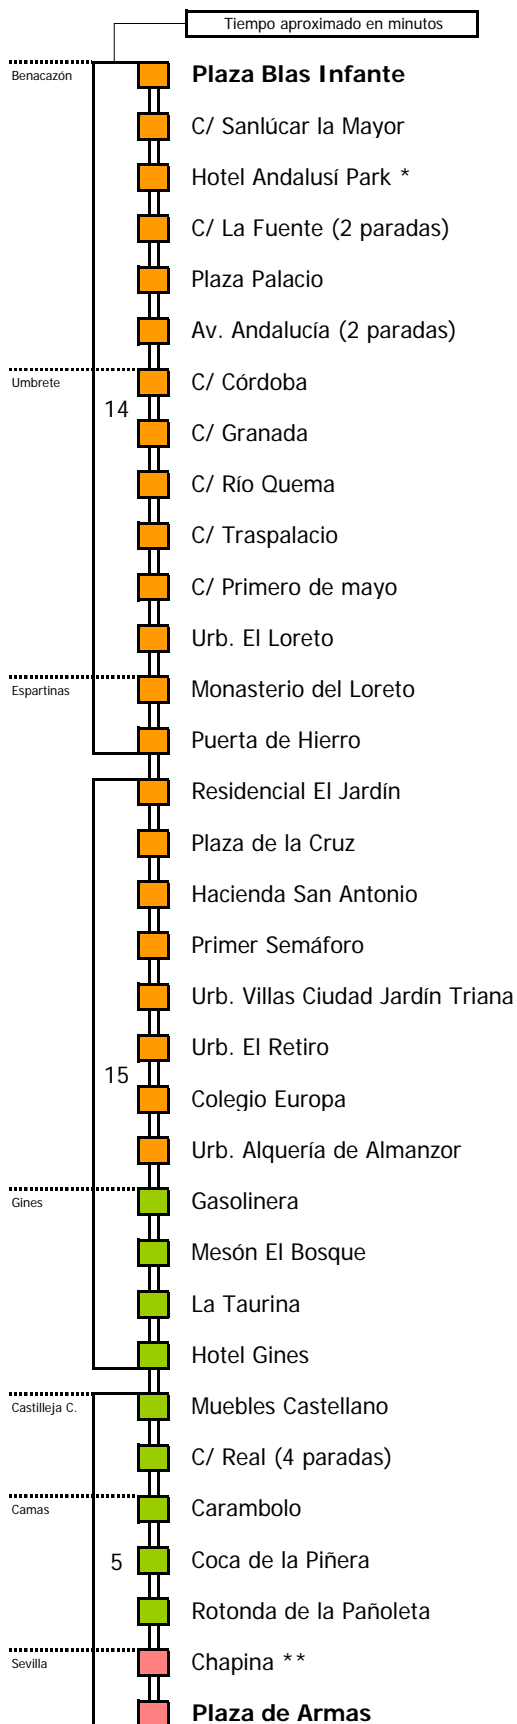 Tiempo aproximado en minutos
Benacazón
Plaza Blas Infante
C/ Sanlúcar la Mayor
Hotel Andalusí Park *
C/ La Fuente (2 paradas)
Plaza Palacio
Av. Andalucía (2 paradas)
Umbrete
C/ Córdoba
14
C/ Granada
C/ Río Quema
C/ Traspalacio
C/ Primero de mayo
Urb. El Loreto
Espartinas
Monasterio del Loreto
Puerta de Hierro
Residencial El Jardín
Plaza de la Cruz
Hacienda San Antonio
Primer Semáforo
Urb. Villas Ciudad Jardín Triana
Urb. El Retiro
15
Colegio Europa
Urb. Alquería de Almanzor
Gines
Gasolinera
Mesón El Bosque
La Taurina
Hotel Gines
Castilleja C.
Muebles Castellano
C/ Real (4 paradas)
Camas
Carambolo
5
Coca de la Piñera
Rotonda de la Pañoleta
Sevilla
Chapina **
Plaza de Armas